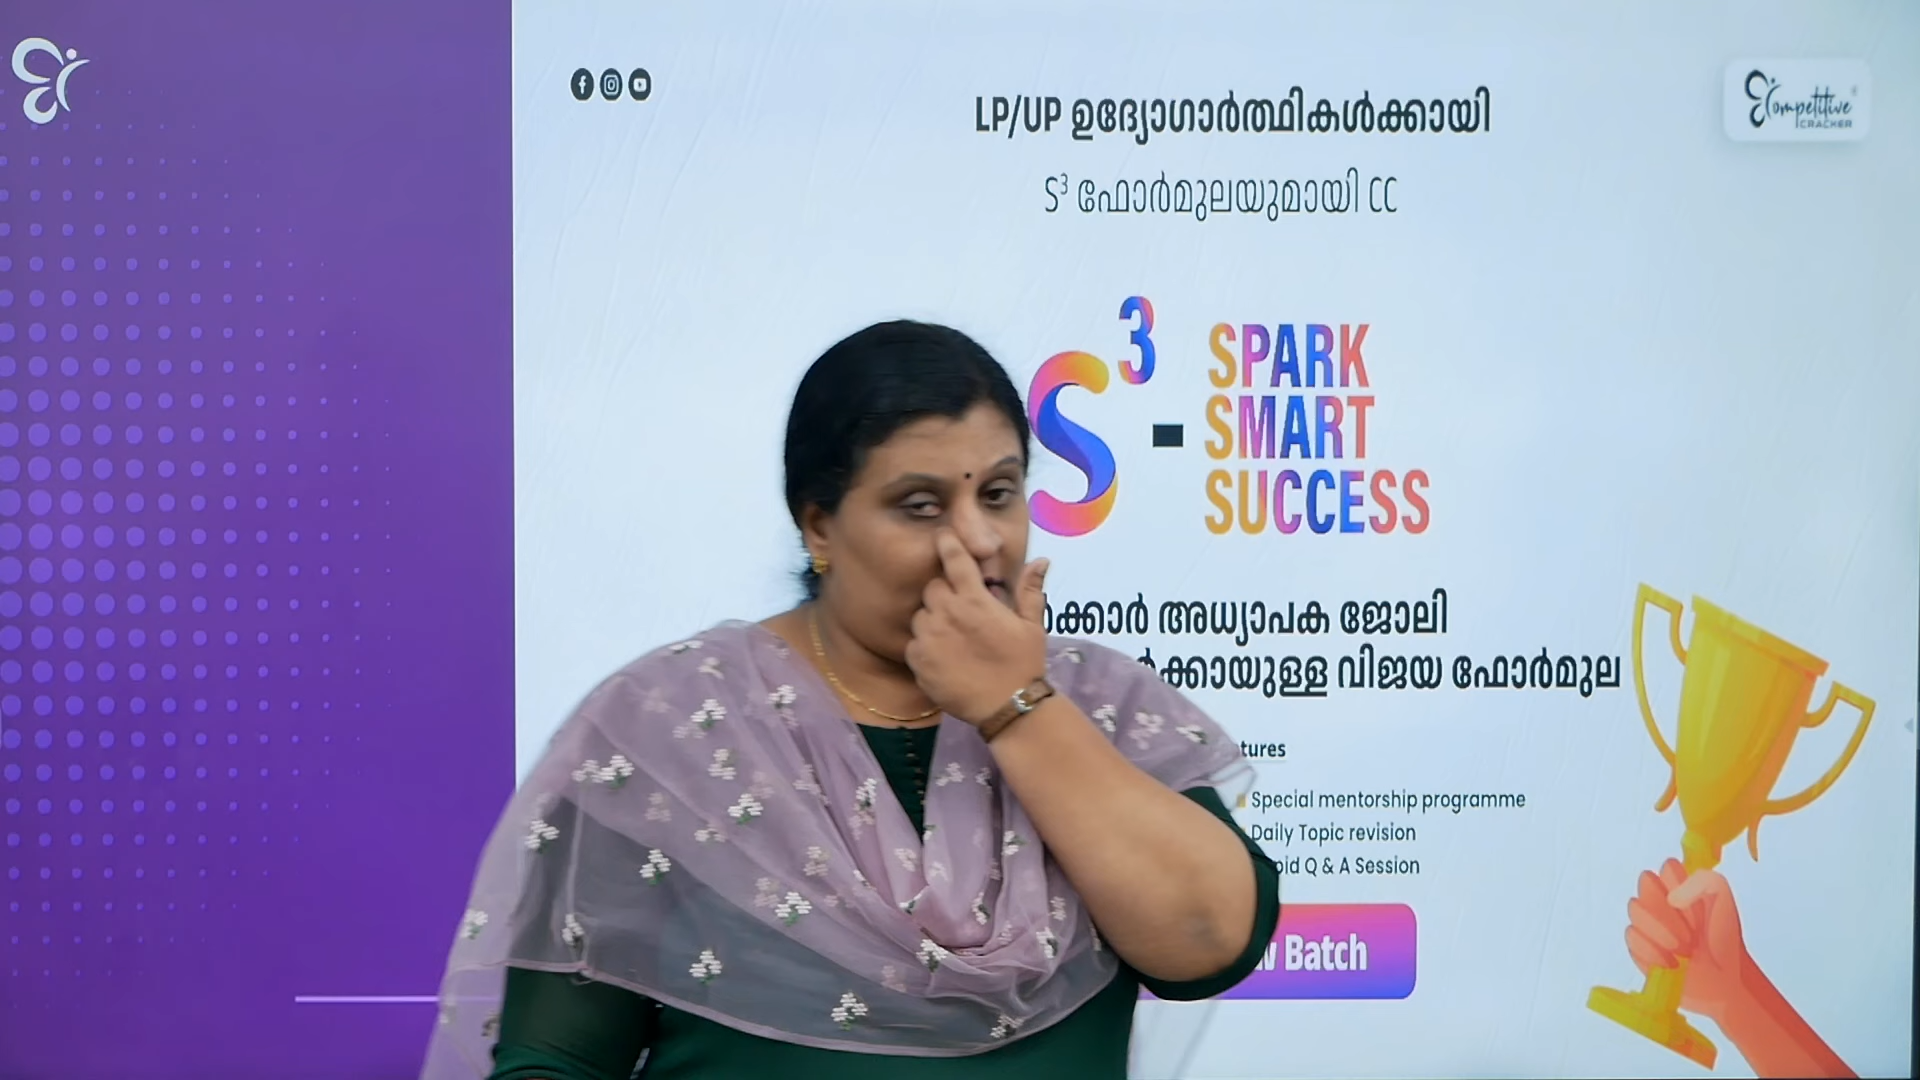 LP/UP ഉദ്യോഗാർത്ഥികൾക്കായി
Competitive
CRACKER
S³ ഫോർമുലയുമായി CC
S³ - SPARK
SMART
SUCCESS
അധ്യാപക ജോലി
വിജയ ഫോർമുല
Special mentorship programme
Daily Topic revision
Q & A Session
Batch